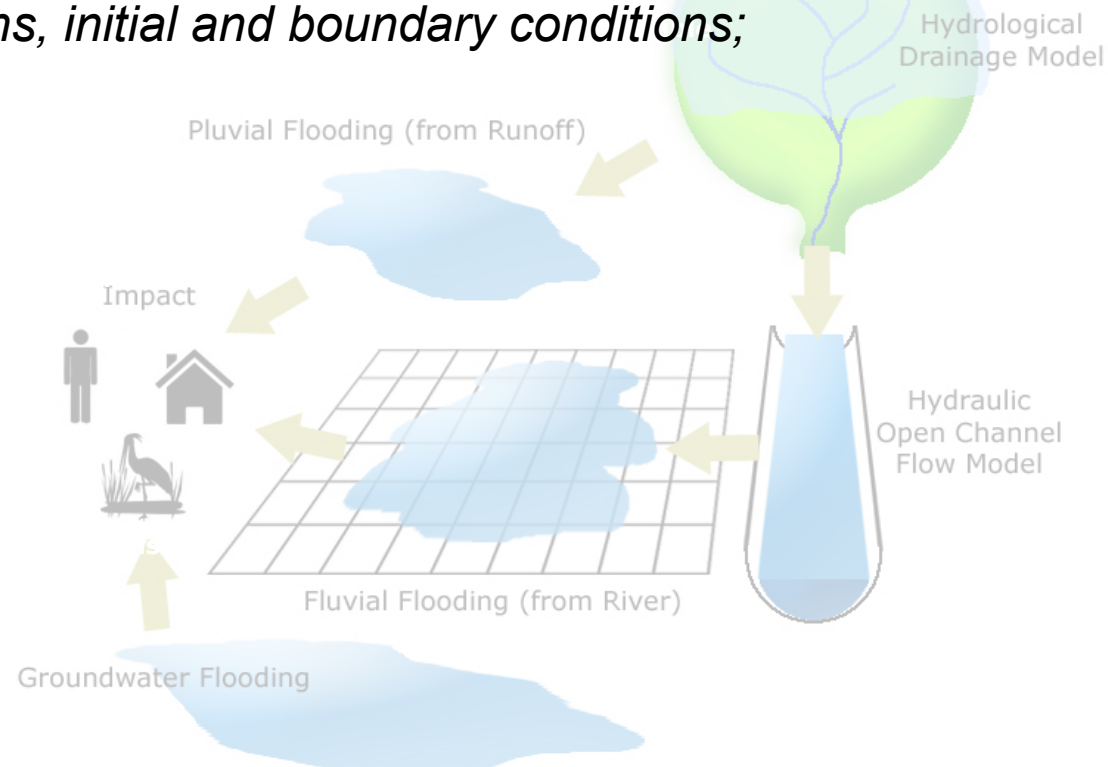 ns, initial and boundary conditions;
Hydrological
Drainage Model
Pluvial Flooding (from Runoff)
Impact
Hydraulic
Open Channel
Flow Model
Fluvial Flooding (from River)
Groundwater Flooding